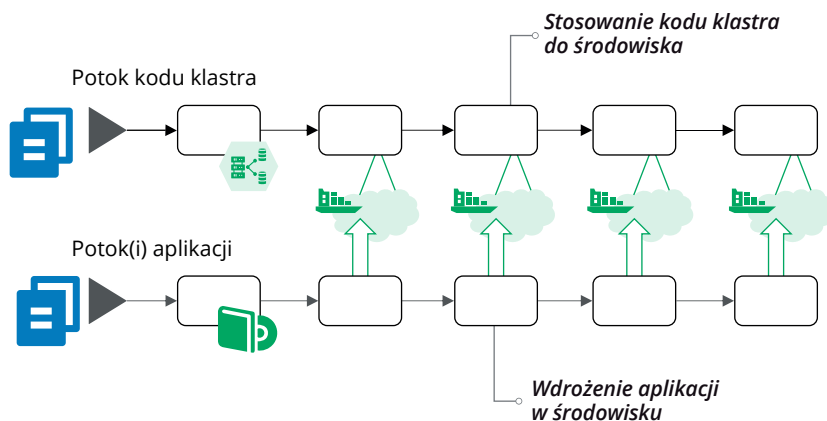 Stosowanie kodu klastra
do środowiska
Potok kodu klastra
Potok(i) aplikacji
Wdrożenie aplikacji
w środowisku